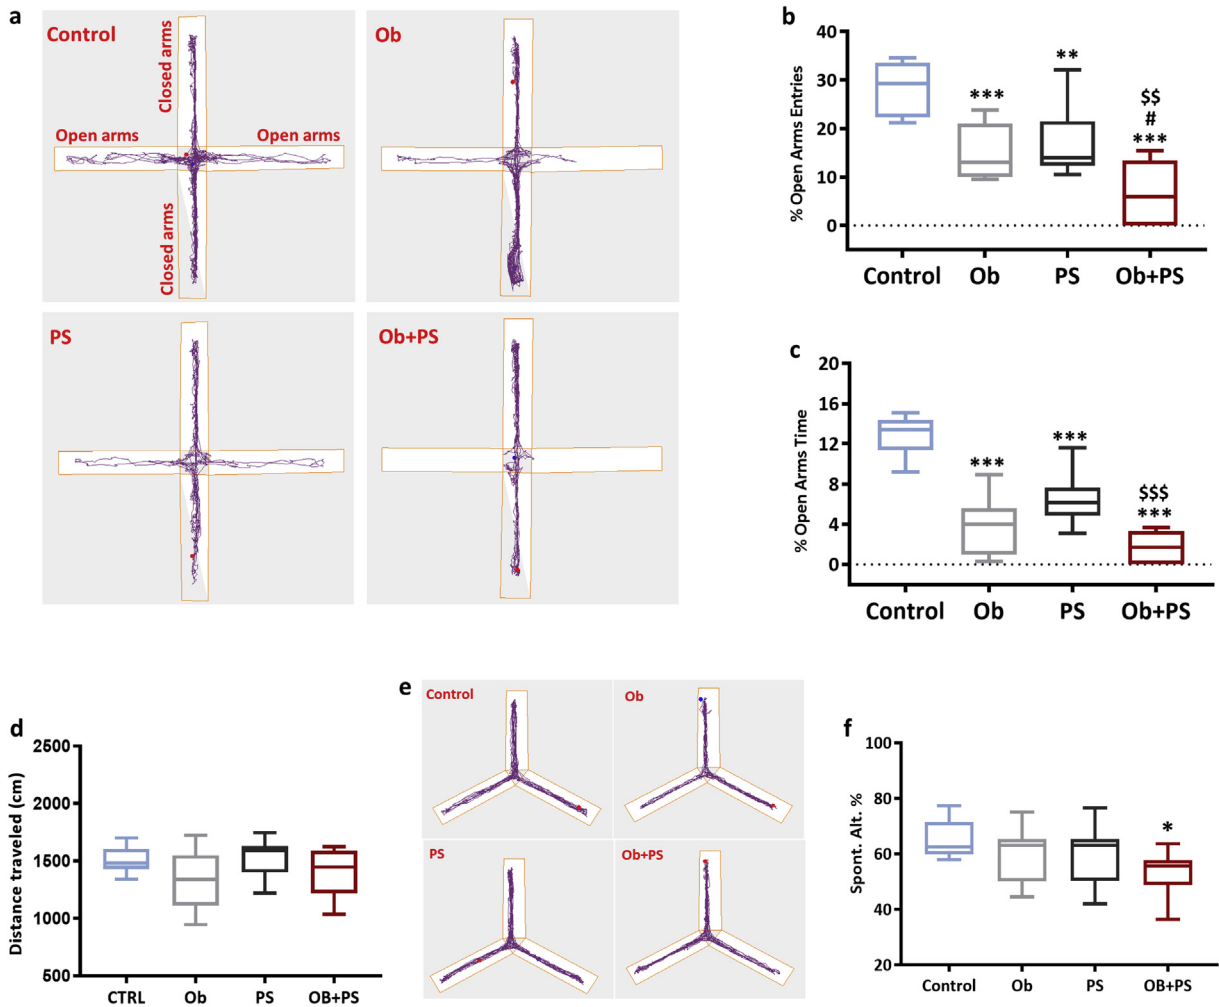 a
Control
Closed arms
Open arms
Open arms
Closed arms
Ob
PS
Ob+PS
b
% Open Arms Entries
40
30
20
10
0
***
**
$$
#
***
Control Ob PS Ob+PS
c
% Open Arms Time
20
16
12
8
4
0
***
***
$$$
***
Control Ob PS Ob+PS
d
Distance traveled (cm)
2500
2000
1500
1000
500
CTRL Ob PS OB+PS
e
Control
Ob
PS
Ob+PS
f
Spont. Alt. %
100
80
60
40
20
*
Control Ob PS OB+PS